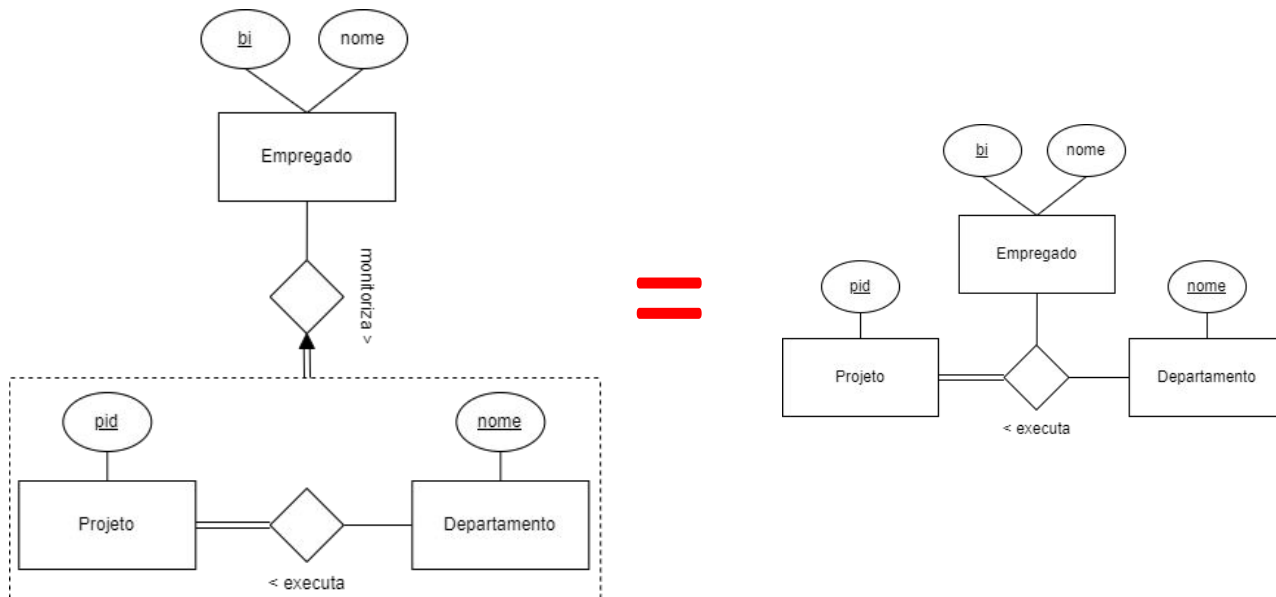 bi
nome
Empregado
monitoriza >
pid
nome
Projeto
Departamento
< executa
=
bi
nome
Empregado
pid
nome
Projeto
Departamento
< executa